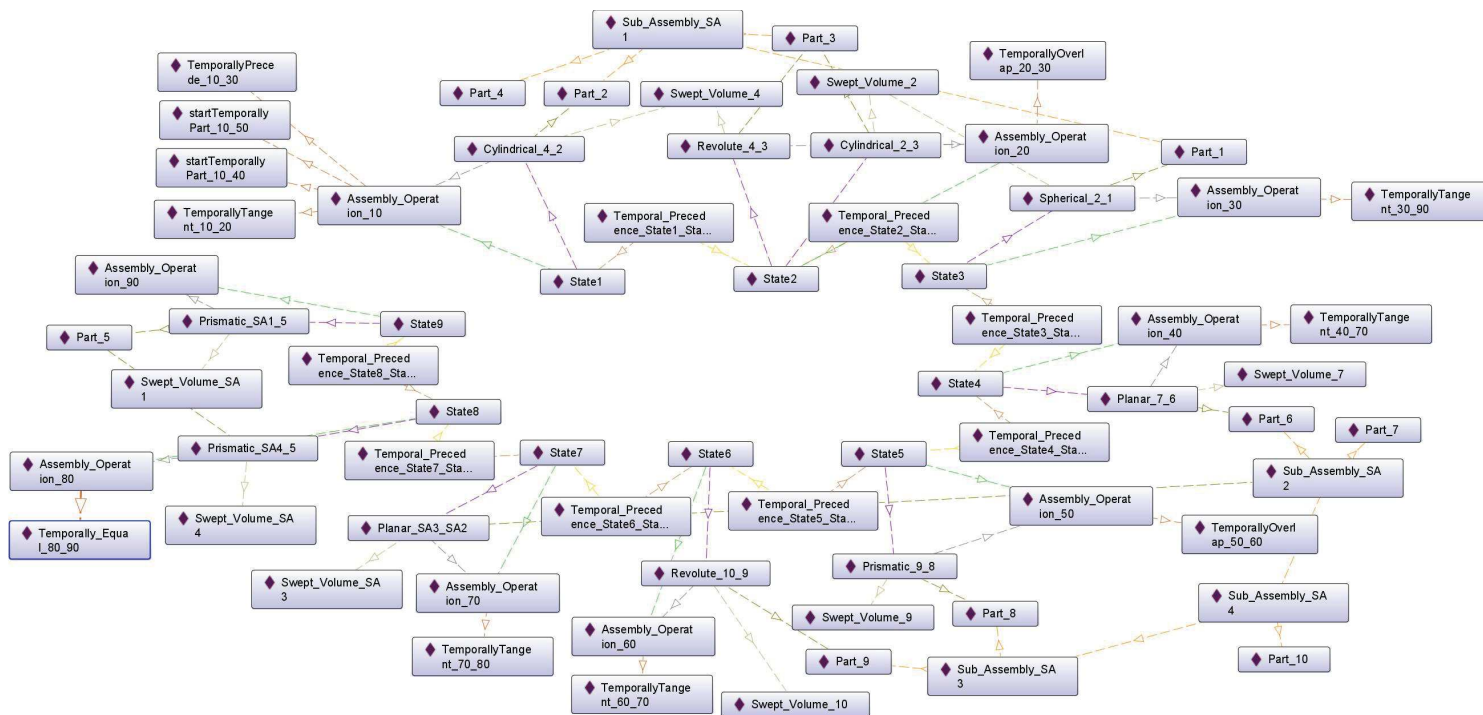 Sub_Assembly_SA
1
Part_3
TemporallyPrece
de_10_30
TemporallyOverl
ap_20_30
Part_4
Part_2
Swept_Volume_4
Swept_Volume_2
startTemporally
Part_10_50
Cylindrical_4_2
Revolute_4_3
Cylindrical_2_3
Assembly_Operat
ion_20
Part_1
startTemporally
Part_10_40
Assembly_Operat
ion_10
Spherical_2_1
Assembly_Operat
ion_30
TemporallyTange
nt_30_90
TemporallyTange
nt_10_20
Temporal_Preced
ence_State1_Sta...
Temporal_Preced
ence_State2_Sta...
Assembly_Operat
ion_90
State1
State2
State3
Prismatic_SA1_5
State9
Part_5
Temporal_Preced
ence_State3_Sta...
Assembly_Operat
ion_40
TemporallyTange
nt_40_70
Temporal_Preced
ence_State8_Sta...
Swept_Volume_SA
1
State4
Swept_Volume_7
Planar_7_6
State8
Part_6
Part_7
Prismatic_SA4_5
Temporal_Preced
ence_State7_Sta...
State7
State6
State5
Temporal_Preced
ence_State4_Sta...
Assembly_Operat
ion_80
Sub_Assembly_SA
2
Swept_Volume_SA
4
Planar_SA3_SA2
Temporal_Preced
ence_State6_Sta...
Temporal_Preced
ence_State5_Sta...
Assembly_Operat
ion_50
TemporallyOverl
ap_50_60
Temporally_Equa
l_80_90
Swept_Volume_SA
3
Assembly_Operat
ion_70
Revolute_10_9
Prismatic_9_8
Sub_Assembly_SA
4
Swept_Volume_9
Part_8
Assembly_Operat
ion_60
TemporallyTange
nt_70_80
Part_9
Sub_Assembly_SA
3
Part_10
TemporallyTange
nt_60_70
Swept_Volume_10